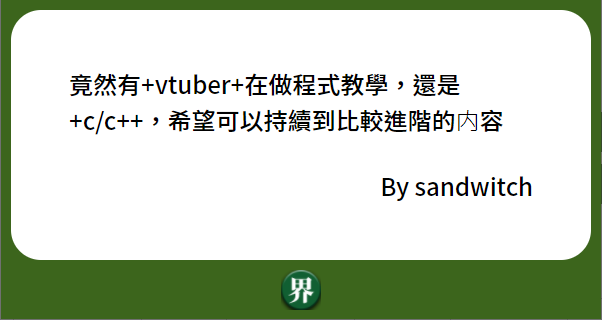 竟然有+vtuber+在做程式教學，還是
+c/c++，希望可以持續到比較進階的内容
By sandwitch
界